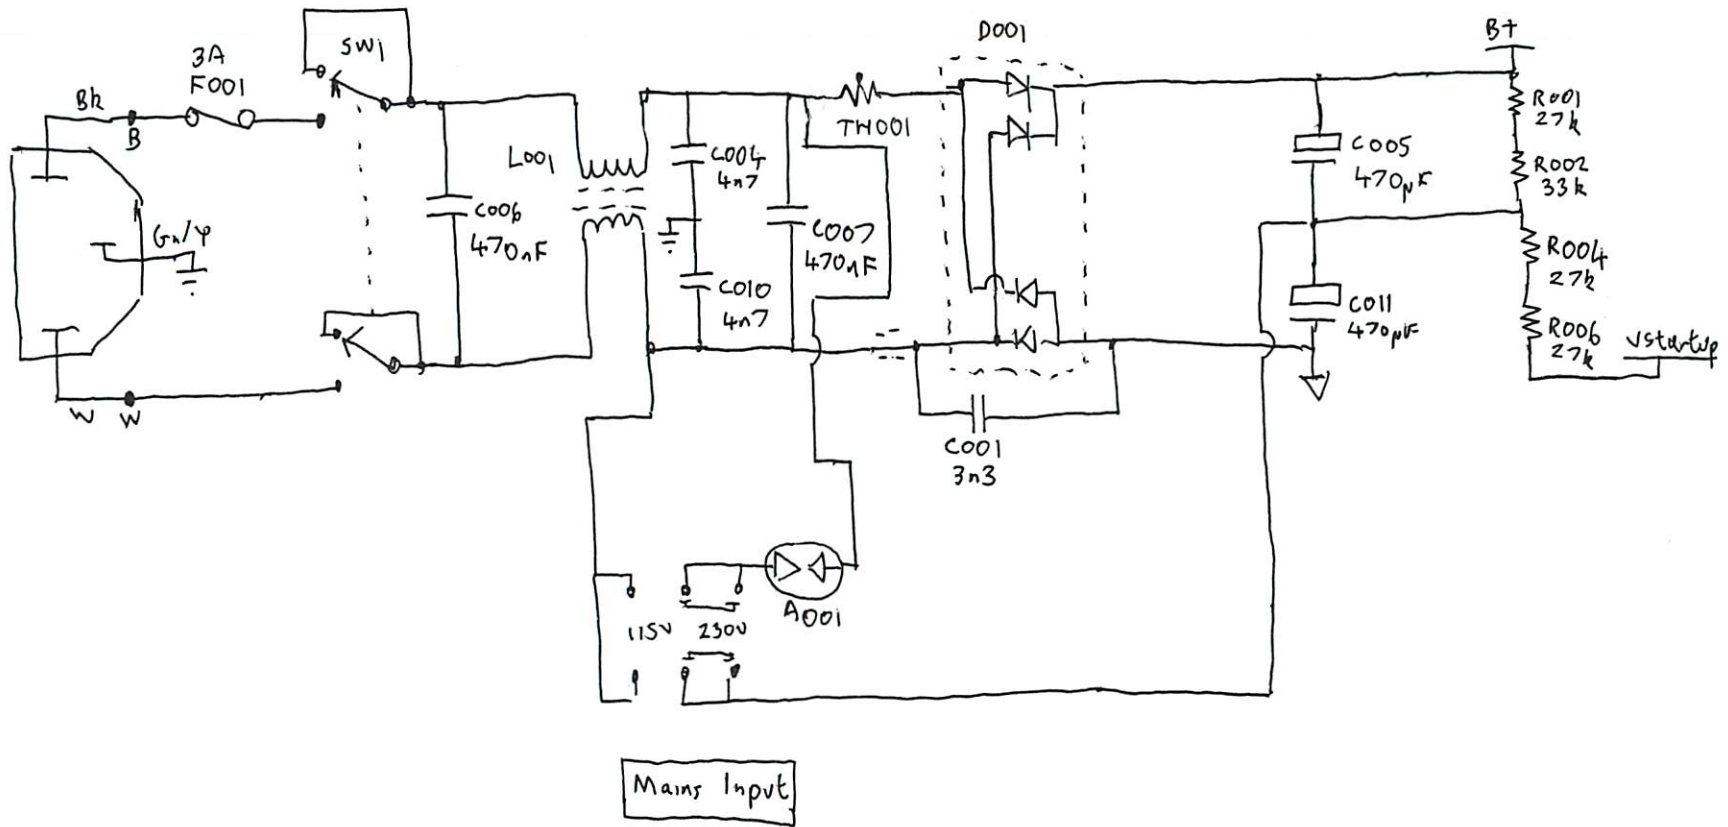 SW1
3A
F001
Bk
B
Gn/Y
W
W
L001
C006
470nF
C004
4n7
C010
4n7
C007
470nF
TH001
D001
C001
3n3
B+
R001
27k
R002
33k
C005
470µF
R004
27k
C011
470µF
R006
27k
Vstartup
115V
230V
A001
Mains Input